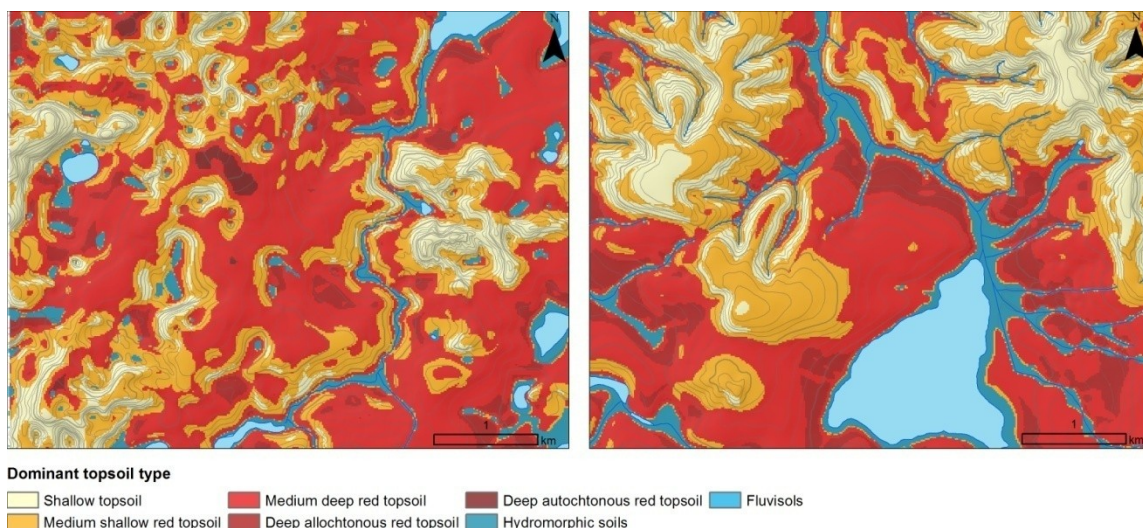 N
N
1
km
1
km
Dominant topsoil type
Shallow topsoil
Medium deep red topsoil
Deep autochtonous red topsoil
Fluvisols
Medium shallow red topsoil
Deep allochtonous red topsoil
Hydromorphic soils